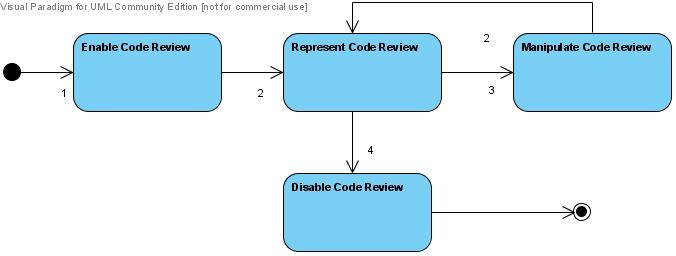 Visual Paradigm for UML Community Edition [not for commercial use]
Enable Code Review
Represent Code Review
2
Manipulate Code Review
1
2
3
4
Disable Code Review